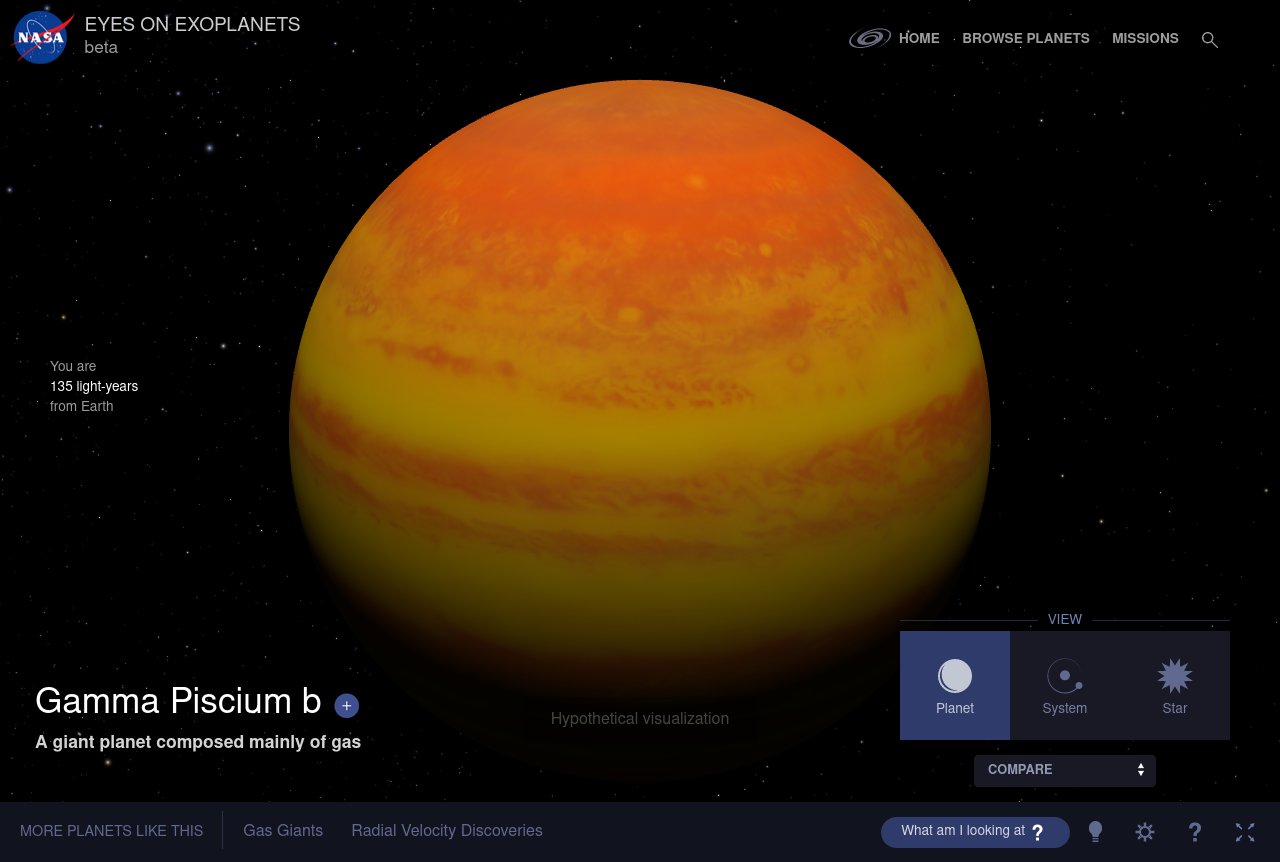 NASA
EYES ON EXOPLANETS
beta
HOME
BROWSE PLANETS
MISSIONS
You are
135 light-years
from Earth
VIEW
Planet
System
Star
Gamma Piscium b +
A giant planet composed mainly of gas
Hypothetical visualization
COMPARE
MORE PLANETS LIKE THIS
Gas Giants
Radial Velocity Discoveries
What am I looking at ?
?